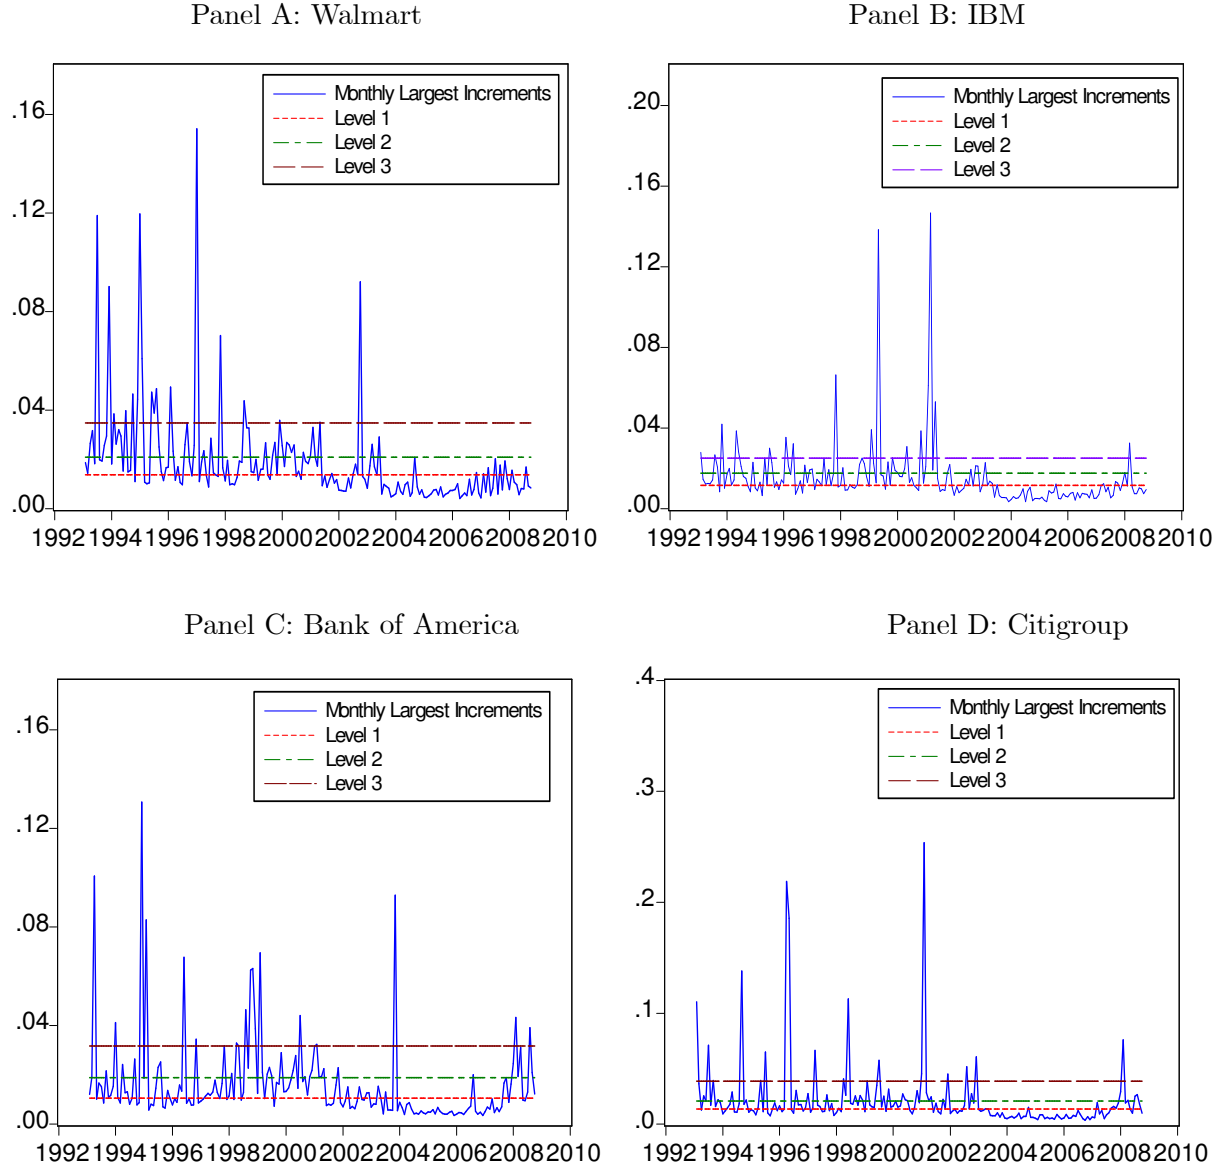 Panel A: Walmart
Monthly Largest Increments
Level 1
Level 2
Level 3
.16
.12
.08
.04
.00
1992 1994 1996 1998 2000 2002 2004 2006 2008 2010
Panel B: IBM
Monthly Largest Increments
Level 1
Level 2
Level 3
.20
.16
.12
.08
.04
.00
1992 1994 1996 1998 2000 2002 2004 2006 2008 2010
Panel C: Bank of America
Monthly Largest Increments
Level 1
Level 2
Level 3
.16
.12
.08
.04
.00
1992 1994 1996 1998 2000 2002 2004 2006 2008 2010
Panel D: Citigroup
Monthly Largest Increments
Level 1
Level 2
Level 3
.4
.3
.2
.1
.0
1992 1994 1996 1998 2000 2002 2004 2006 2008 2010